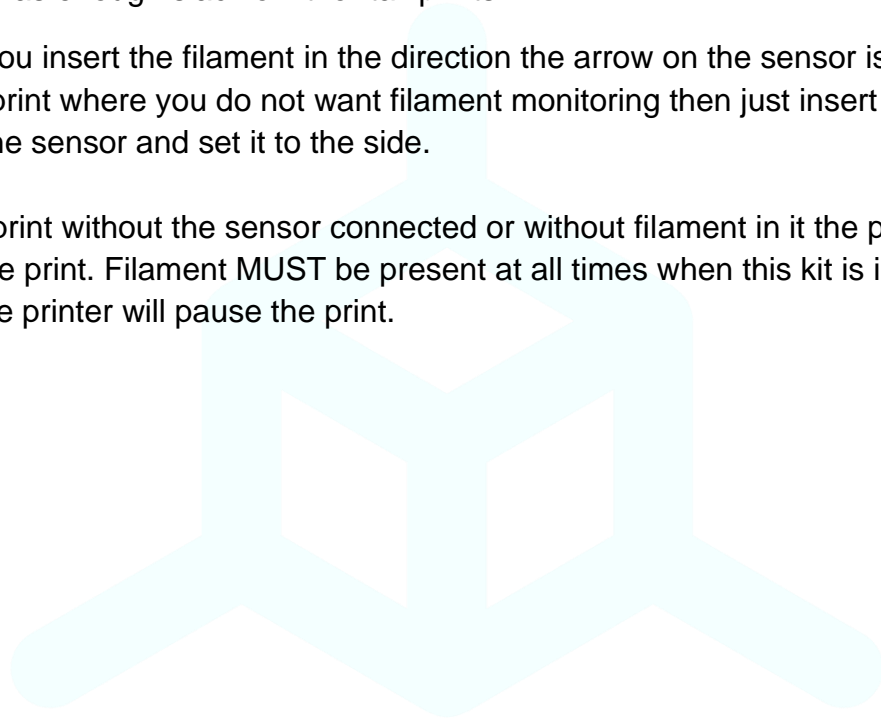 ou insert the filament in the direction the arrow on the sensor is
print where you do not want filament monitoring then just insert
he sensor and set it to the side.
print without the sensor connected or without filament in it the p
e print. Filament MUST be present at all times when this kit is i
e printer will pause the print.